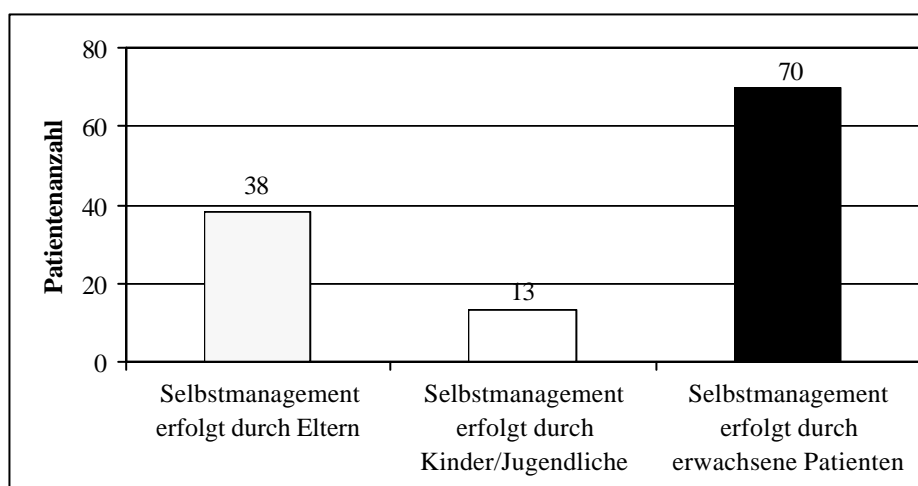 80
60
40
20
0
Patientenanzahl
38
13
70
Selbstmanagement
erfolgt durch Eltern
Selbstmanagement
erfolgt durch
Kinder/Jugendliche
Selbstmanagement
erfolgt durch
erwachsene Patienten